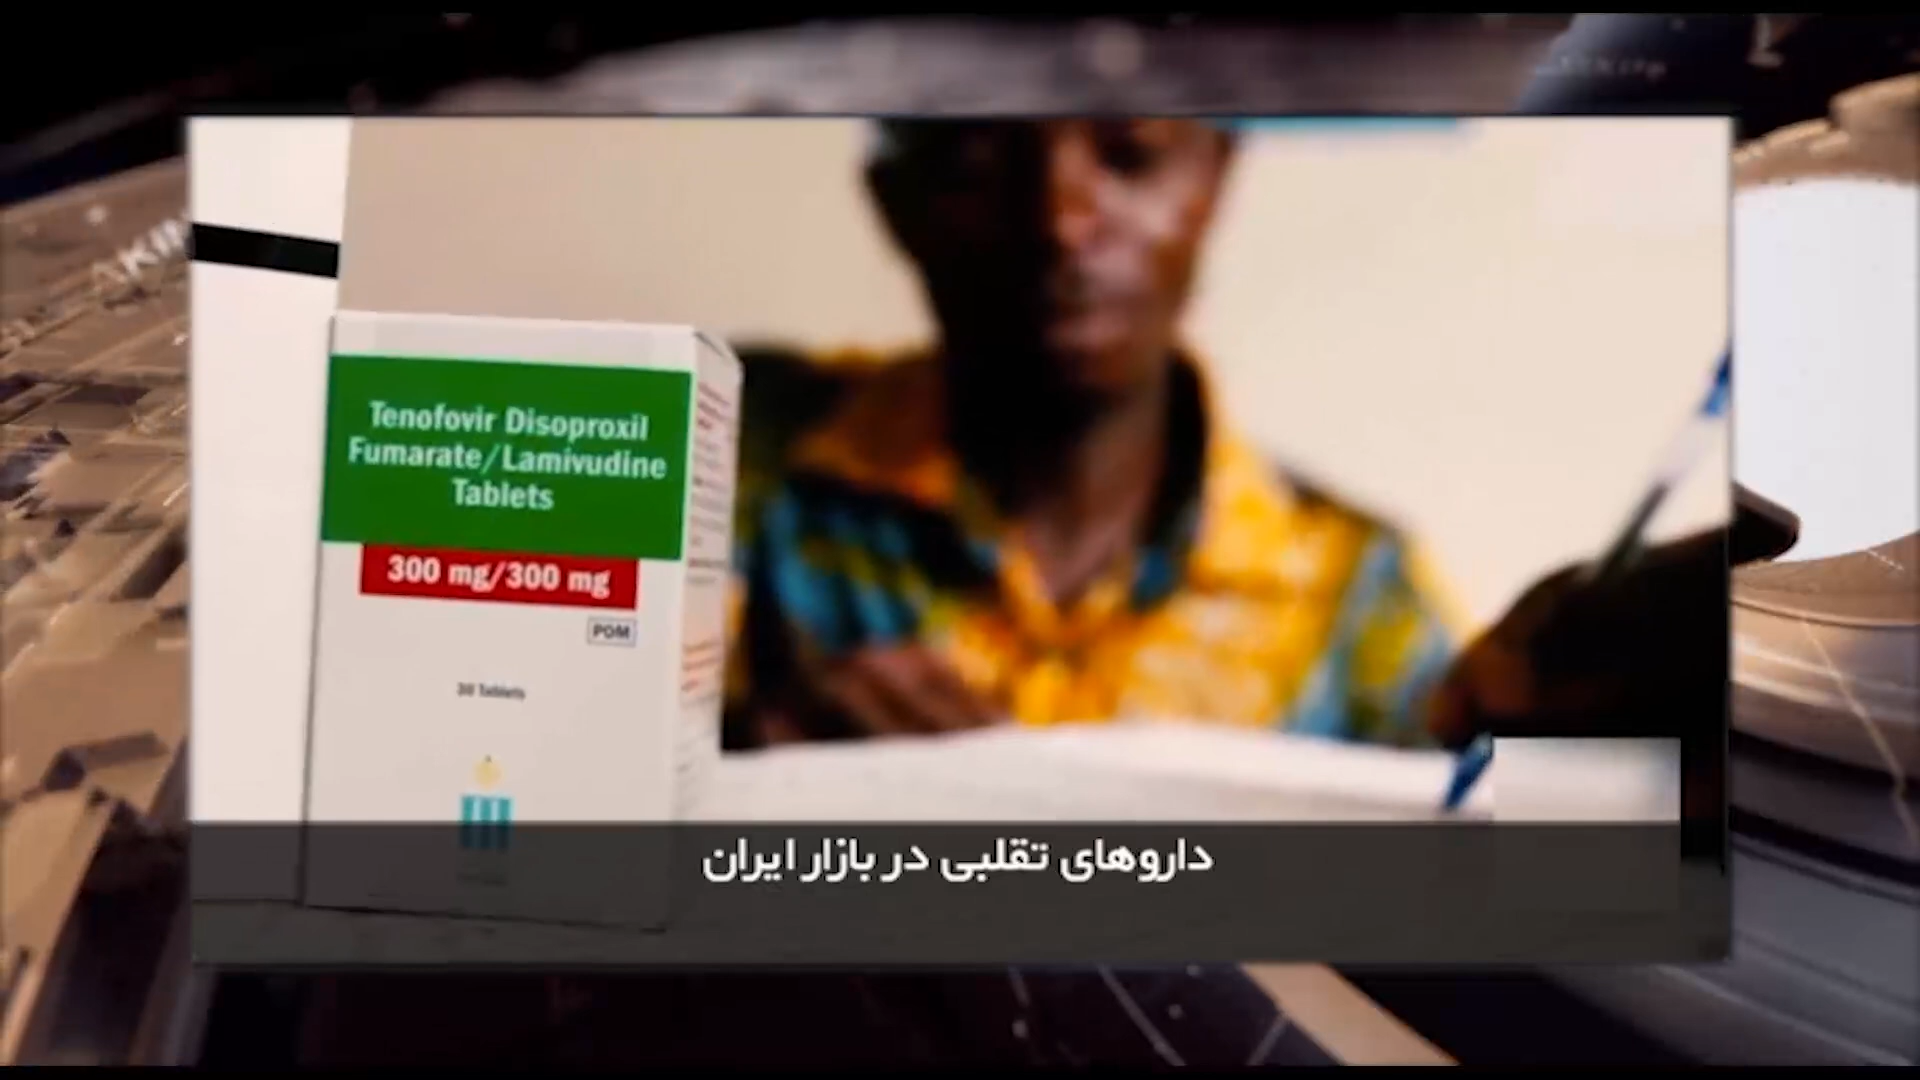 Tenofovir Disoproxil
Fumarate/Lamivudine
Tablets
300 mg/300 mg
POM
30 Tablets
داروهای تقلبی در بازار ایران